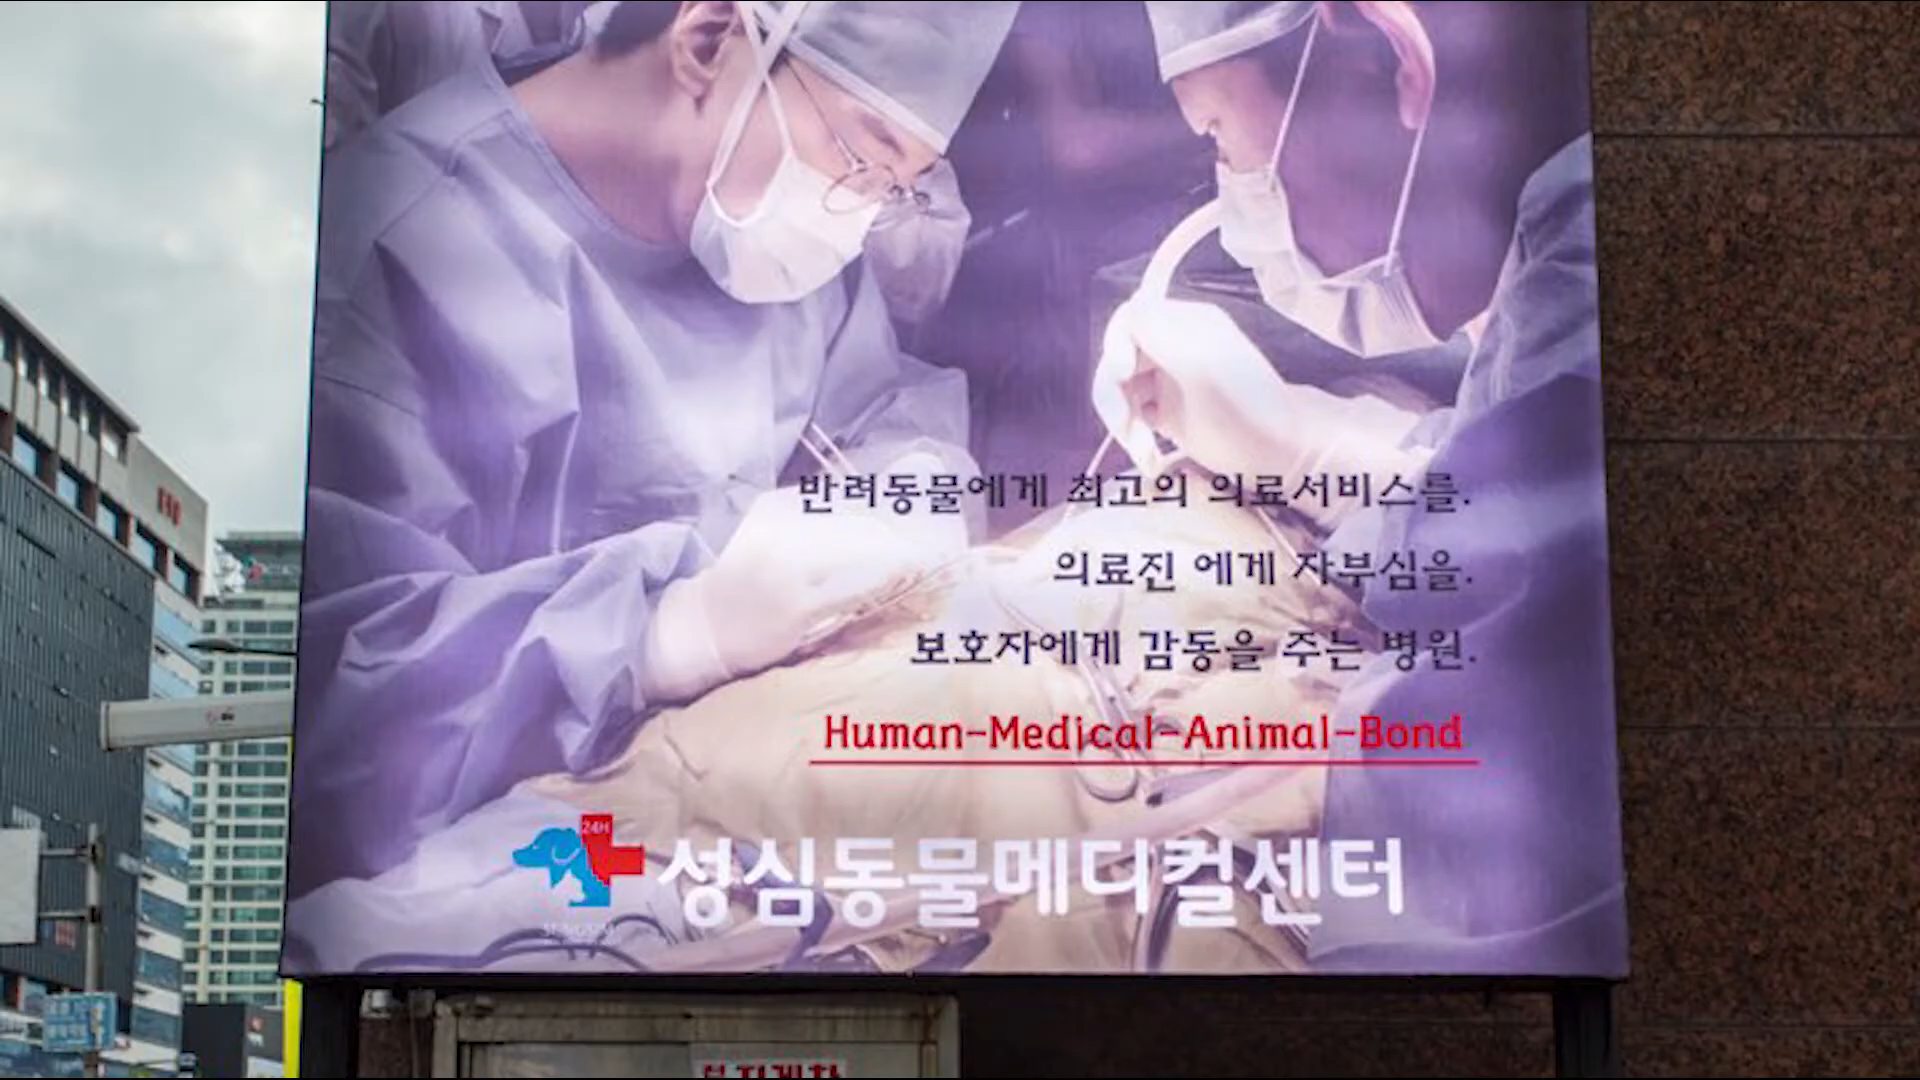 반려동물에게 최고의 의료서비스를.
의료진 에게 자부심을.
보호자에게 감동을 주는 병원.
Human-Medical-Animal-Bond
24H
성심동물메디컬센터